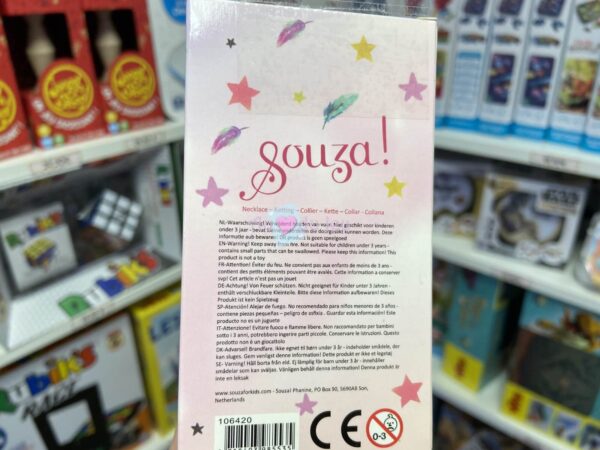 Souza!
Necklace – Ketting – Collier – Kette – Collar - Collana
NL-Waarschuwing! Verwijderd houden van vuur. Niet geschikt voor kinderen
onder 3 jaar - bevat kleine onderdelen die doorgeslikt kunnen worden. Deze
informatie aub bewaren! Dit product is geen speelgoed
EN-Warning! Keep away from fire. Not suitable for children under 3 years -
contains small parts that can be swallowed. Please keep this information! This
product is not a toy
FR-Attention! Éviter du feu. Ne convient pas aux enfants de moins de 3 ans -
contient des petits éléments pouvant être avalés. Cette information a conserver
svp! Cet article n'est pas un jouet
DE-Achtung! Von Feuer schützen. Nicht geeignet für Kinder unter 3 Jahren -
enthält verschluckbare Kleinteile. Bitte diese Information aufbewaren! Dieses
Produkt ist kein Spielzeug
SP-Atención! Alejar de fuego. No recomendado para niños menores de 3 años -
contiene piezas pequeñas – peligro de asfixia . Guardar esta información! Este
producto no es un juguete
IT-Attenzione! Evitare fuoco e fiamme libere. Non raccomentato per bambini
sotto i 3 anni, potrebbero ingerire parti piccole. Conservare le istruzioni. Questo
prodotto non è un giocattolo
DK-Advarsel! Brandfare. Ikke egnet til børn under 3 år - indeholder smådele, der
kan sluges. Gem venligst denne information! Dette produkt er ikke et legetøj
SE- Varning! Håll borta från eld. Ej lämplig för barn under 3 år - innehåller
smådelar som kan sväljas. Vänligen behåll denna information! Denna produkt är inte
en leksak
www.souzaforkids.com - Souza! Phanine, PO Box 90, 5690AB Son,
Netherlands
106420
CE
0-3